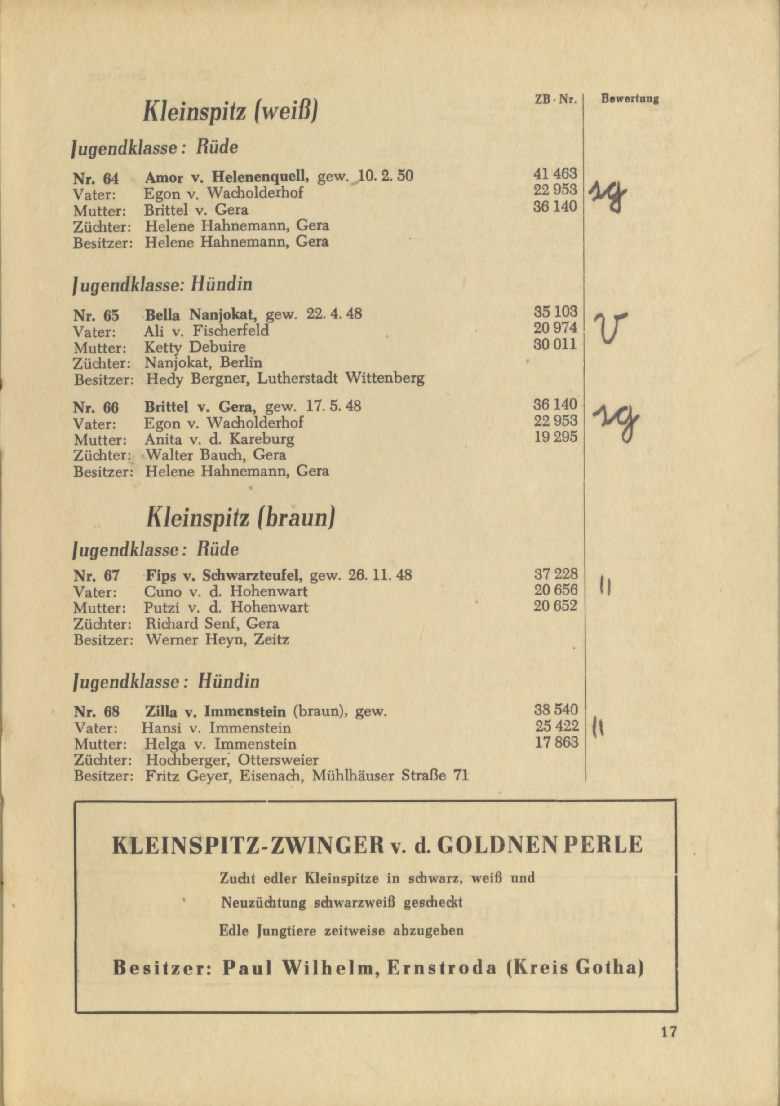 ZB-Nr. Bewertung
Kleinspitz (weiß)
Jugendklasse: Rüde
Nr. 64 Amor v. Helenenquell, gew. 10. 2. 50 41 463
Vater: Egon v. Wacholderhof 22 953 sg
Mutter: Brittel v. Gera 36 140
Züchter: Helene Hahnemann, Gera
Besitzer: Helene Hahnemann, Gera
Jugendklasse: Hündin
Nr. 65 Bella Nanjokat, gew. 22. 4. 48 35 103
Vater: Ali v. Fischerfeld 20 974 V
Mutter: Ketty Debuire 30 011
Züchter: Nanjokat, Berlin
Besitzer: Hedy Bergner, Lutherstadt Wittenberg
Nr. 66 Brittel v. Gera, gew. 17. 5. 48 36 140
Vater: Egon v. Wacholderhof 22 953 sg
Mutter: Anita v. d. Kareburg 19 295
Züchter: Walter Bauch, Gera
Besitzer: Helene Hahnemann, Gera
Kleinspitz (braun)
Jugendklasse: Rüde
Nr. 67 Fips v. Schwarzteufel, gew. 26. 11. 48 37 228
Vater: Cuno v. d. Hohenwart 20 656 "
Mutter: Putzi v. d. Hohenwart 20 652
Züchter: Richard Senf, Gera
Besitzer: Werner Heyn, Zeitz
Jugendklasse: Hündin
Nr. 68 Zilla v. Immenstein (braun), gew. 38 540
Vater: Hansi v. Immenstein 25 422 "
Mutter: Helga v. Immenstein 17 863
Züchter: Hochberger, Ottersweier
Besitzer: Fritz Geyer, Eisenach, Mühlhäuser Straße 71
KLEINSPITZ-ZWINGER v. d. GOLDNEN PERLE
Zucht edler Kleinspitze in schwarz, weiß und
Neuzüchtung schwarzweiß gescheckt
Edle Jungtiere zeitweise abzugeben
Besitzer: Paul Wilhelm, Ernstroda (Kreis Gotha)
17